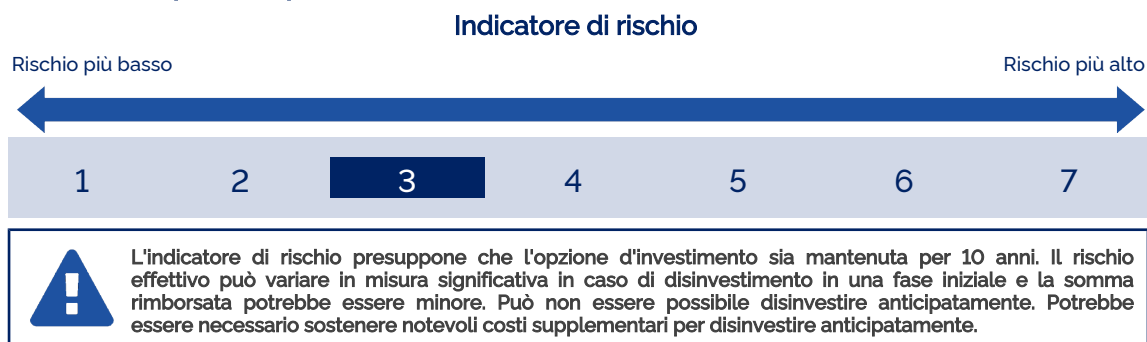 Indicatore di rischio
Rischio più basso
Rischio più alto
1 2 3 4 5 6 7
L'indicatore di rischio presuppone che l'opzione d'investimento sia mantenuta per 10 anni. Il rischio
effettivo può variare in misura significativa in caso di disinvestimento in una fase iniziale e la somma
rimborsata potrebbe essere minore. Può non essere possibile disinvestire anticipatamente. Potrebbe
essere necessario sostenere notevoli costi supplementari per disinvestire anticipatamente.